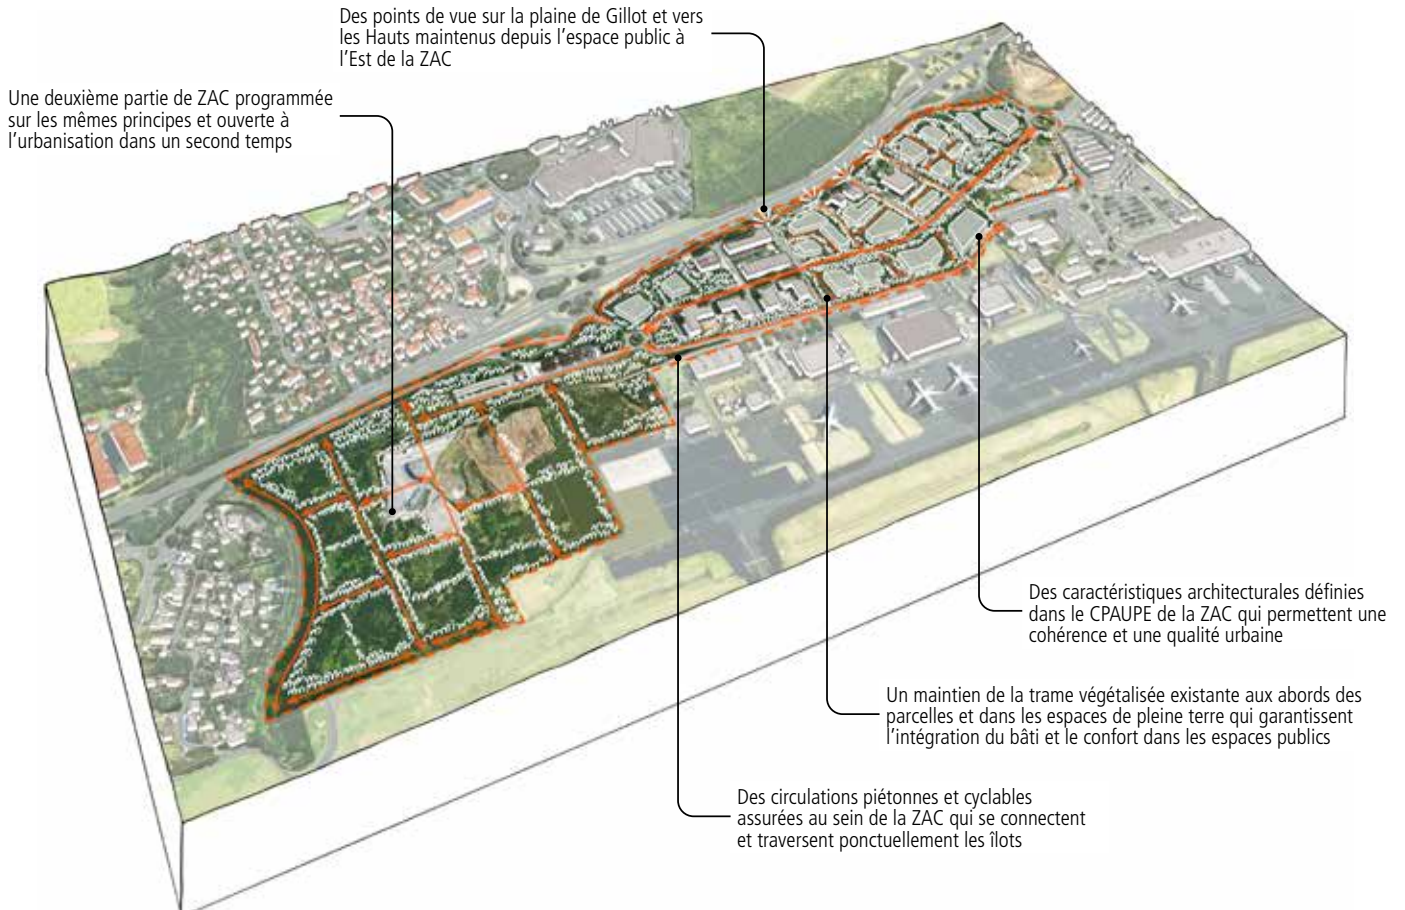 Des points de vue sur la plaine de Gillot et vers
les Hauts maintenus depuis l’espace public à
l’Est de la ZAC
Une deuxième partie de ZAC programmée
sur les mêmes principes et ouverte à
l’urbanisation dans un second temps
Des caractéristiques architecturales définies
dans le CPAUPE de la ZAC qui permettent une
cohérence et une qualité urbaine
Un maintien de la trame végétalisée existante aux abords des
parcelles et dans les espaces de pleine terre qui garantissent
l’intégration du bâti et le confort dans les espaces publics
Des circulations piétonnes et cyclables
assurées au sein de la ZAC qui se connectent
et traversent ponctuellement les îlots